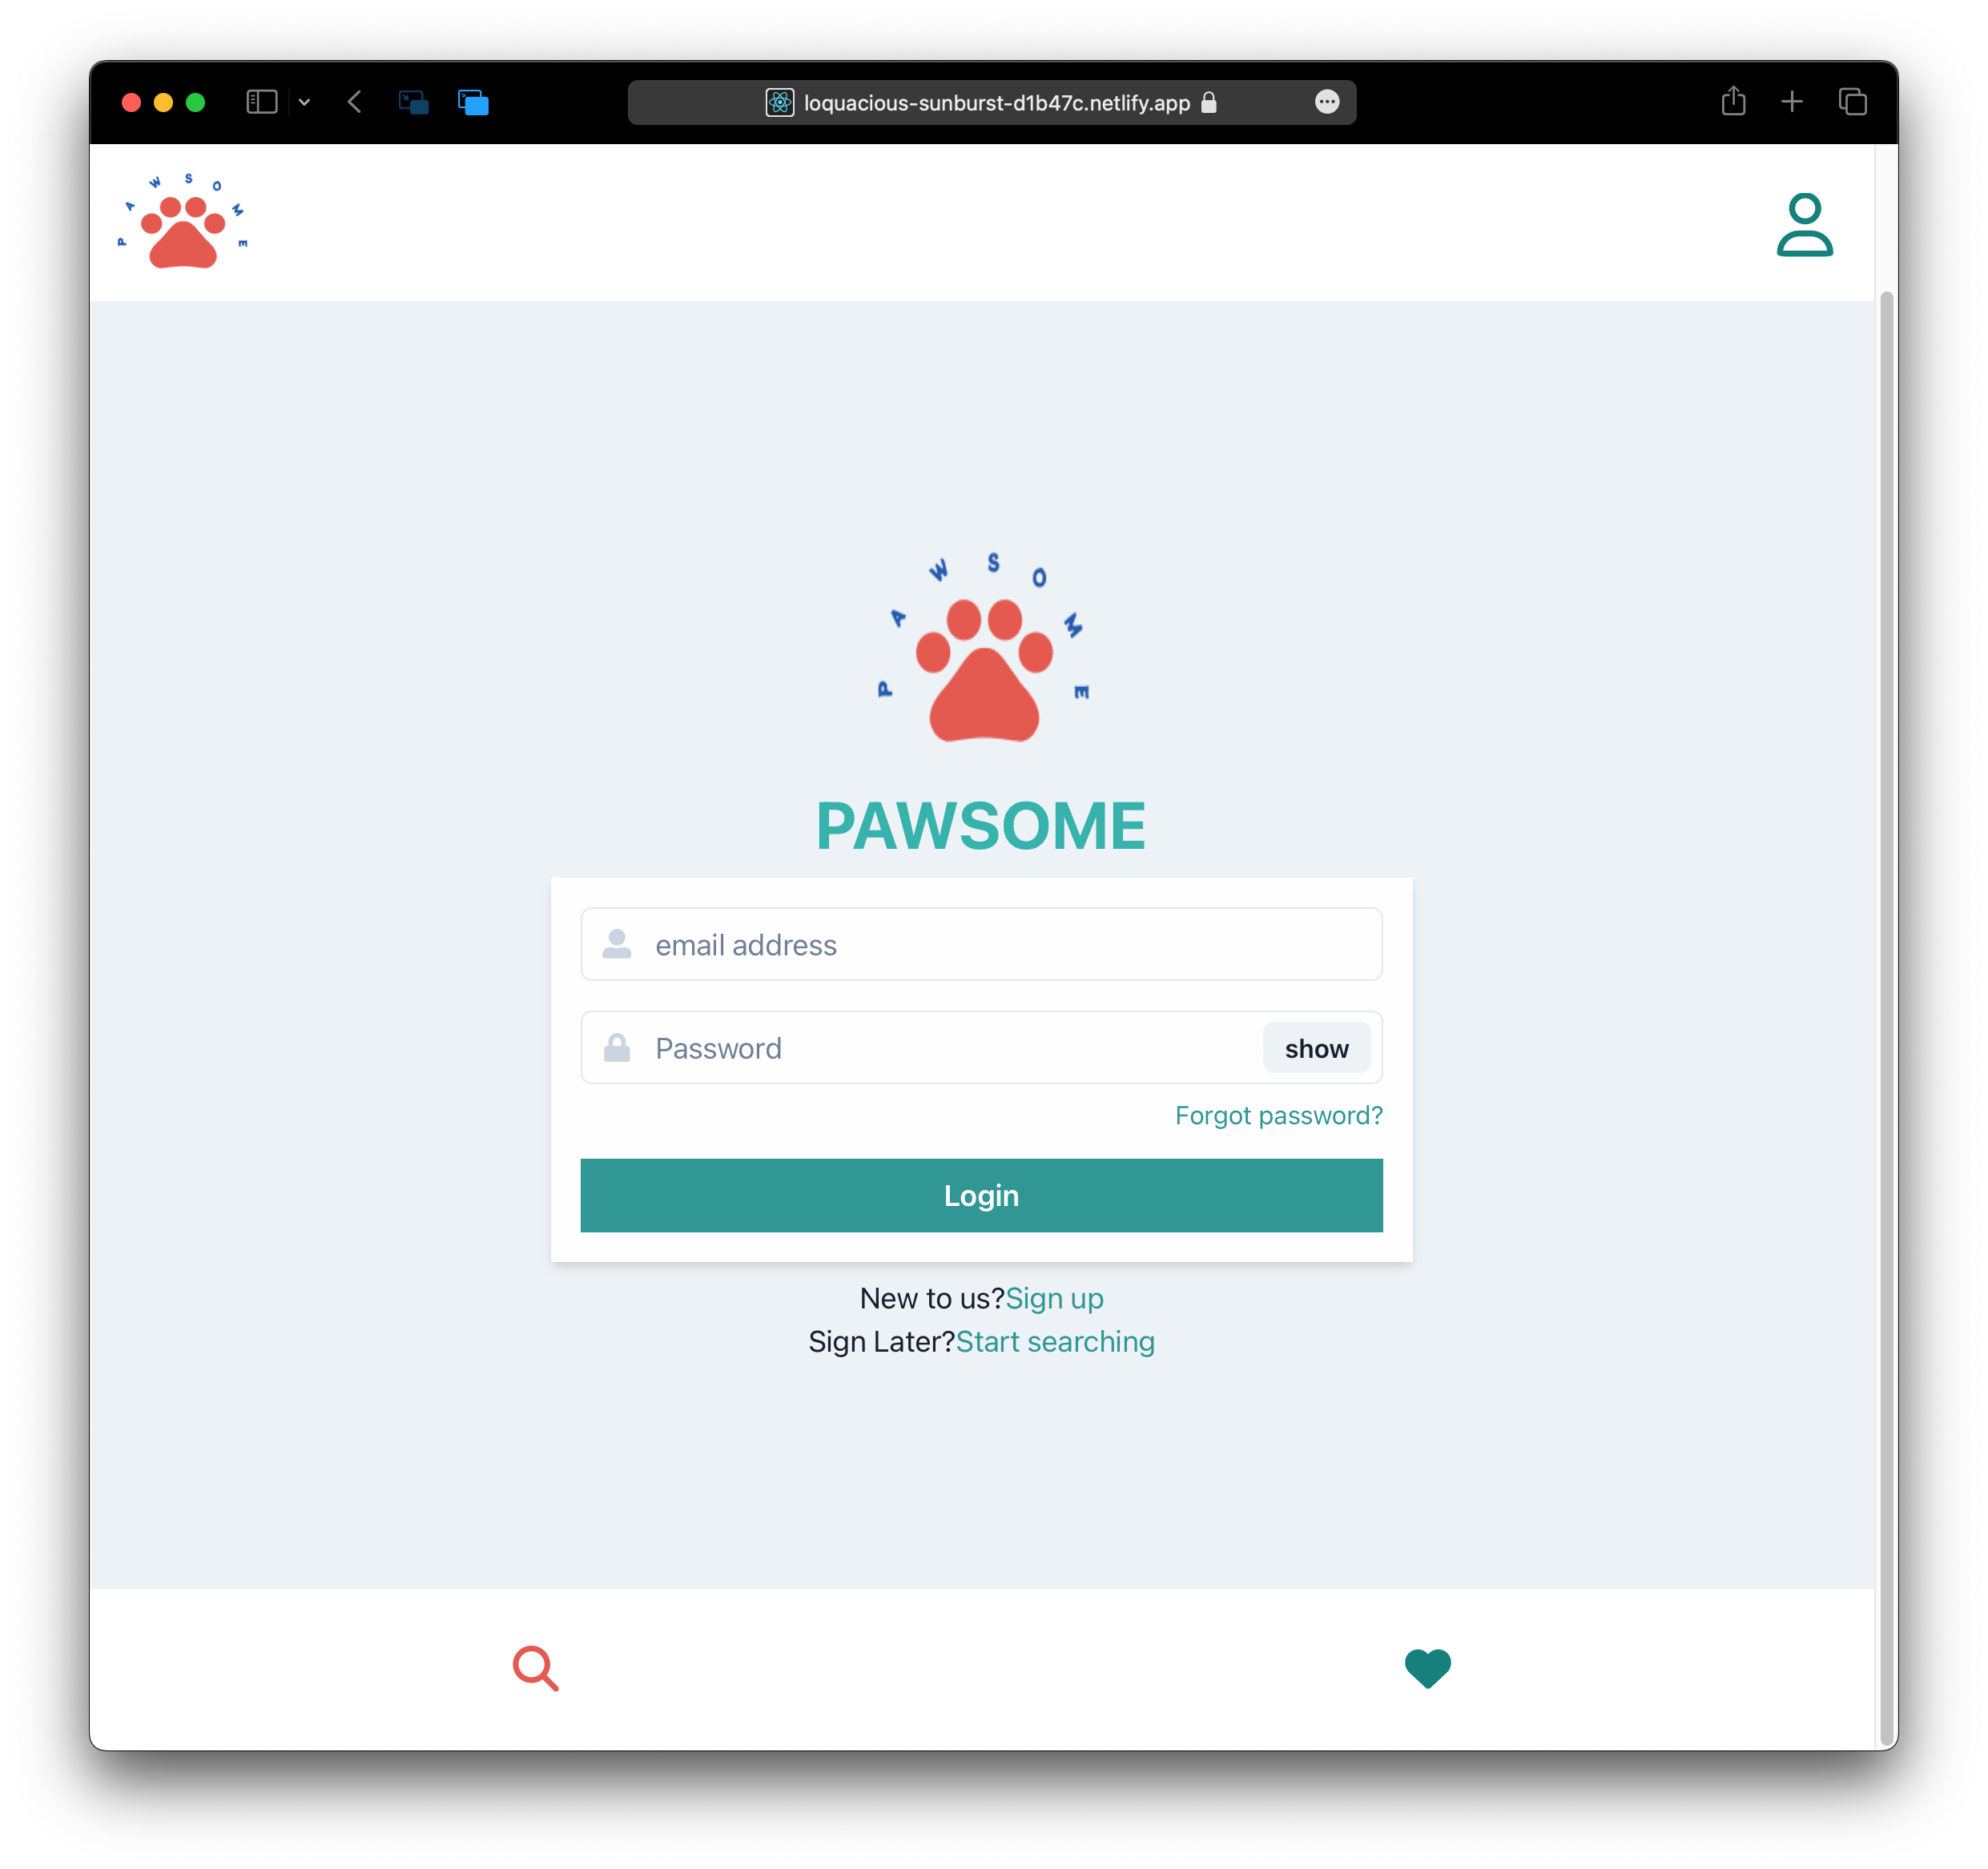 loquacious-sunburst-d1b47c.netlify.app
PAWSOME
PAWSOME
PAWSOME
email address
Password
show
Forgot password?
Login
New to us?Sign up
Sign Later?Start searching